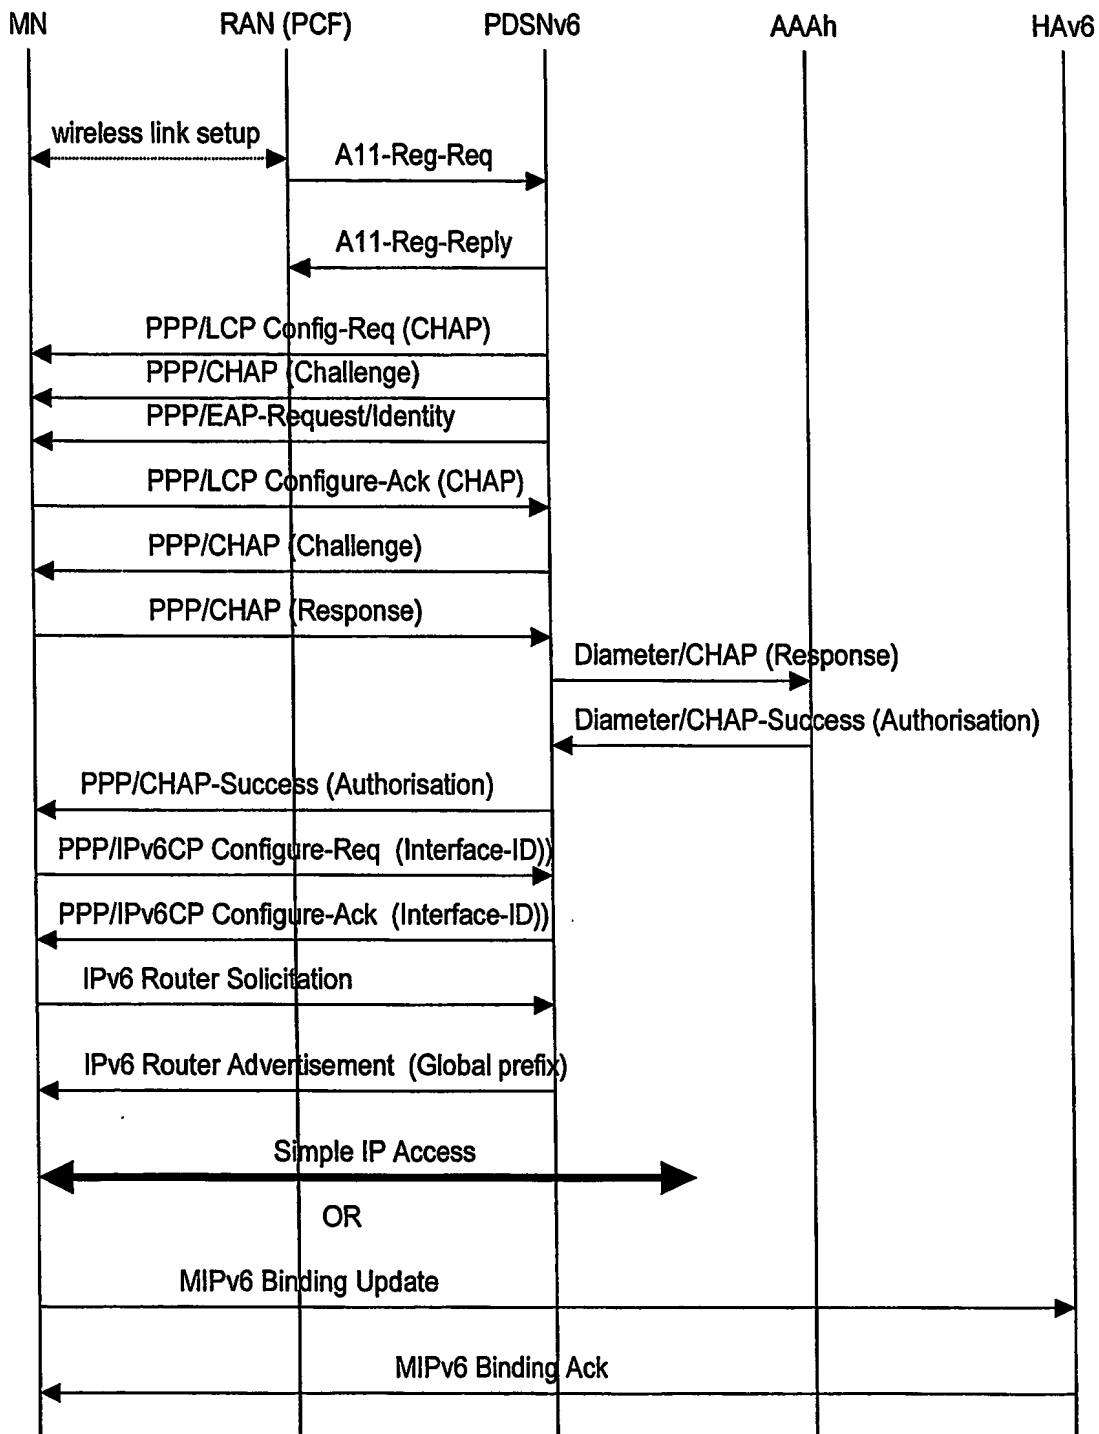 MN RAN (PCF) PDSNv6 AAAh HAv6
wireless link setup
A11-Reg-Req
A11-Reg-Reply
PPP/LCP Config-Req (CHAP)
PPP/CHAP (Challenge)
PPP/EAP-Request/Identity
PPP/LCP Configure-Ack (CHAP)
PPP/CHAP (Challenge)
PPP/CHAP (Response)
Diameter/CHAP (Response)
Diameter/CHAP-Success (Authorisation)
PPP/CHAP-Success (Authorisation)
PPP/IPv6CP Configure-Req (Interface-ID))
PPP/IPv6CP Configure-Ack (Interface-ID))
IPv6 Router Solicitation
IPv6 Router Advertisement (Global prefix)
Simple IP Access
OR
MIPv6 Binding Update
MIPv6 Binding Ack